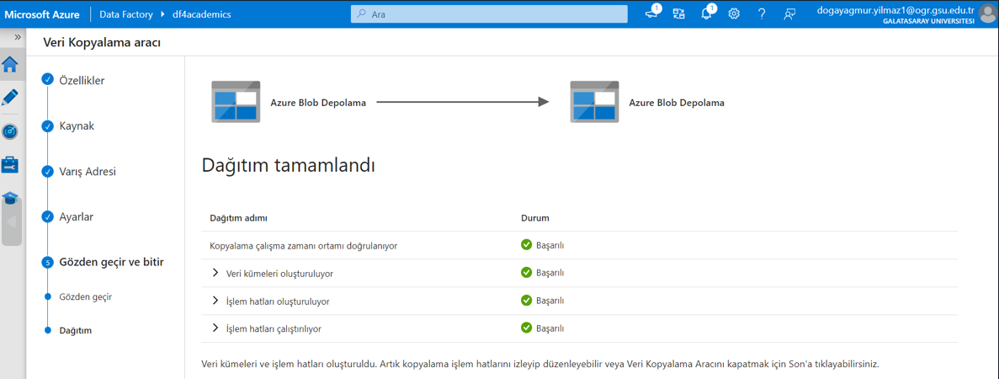 Microsoft Azure
Data Factory
df4academics
Ara
1
1
dogayagmur.yilmaz1@ogr.gsu.edu.tr
GALATASARAY UNIVERSITESI
Veri Kopyalama aracı
Özellikler
Kaynak
Varış Adresi
Ayarlar
5
Gözden geçir ve bitir
Gözden geçir
Dağıtım
Azure Blob Depolama
Azure Blob Depolama
Dağıtım tamamlandı
Dağıtım adımı Durum
Kopyalama çalışma zamanı ortamı doğrulanıyor Başarılı
Veri kümeleri oluşturuluyor Başarılı
İşlem hatları oluşturuluyor Başarılı
İşlem hatları çalıştırılıyor Başarılı
Veri kümeleri ve işlem hatları oluşturuldu. Artık kopyalama işlem hatlarını izleyip düzenleyebilir veya Veri Kopyalama Aracını kapatmak için Son'a tıklayabilirsiniz.